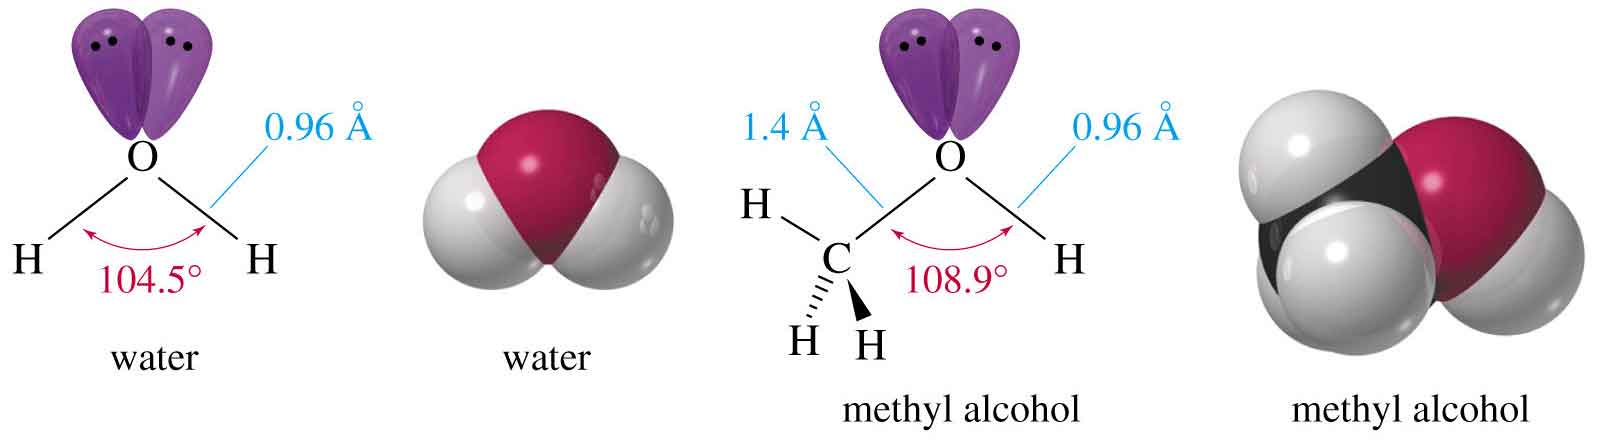 O
0.96 Å
H
H
104.5°
water
water
1.4 Å
O
0.96 Å
H
C
H
H
H
108.9°
methyl alcohol
methyl alcohol